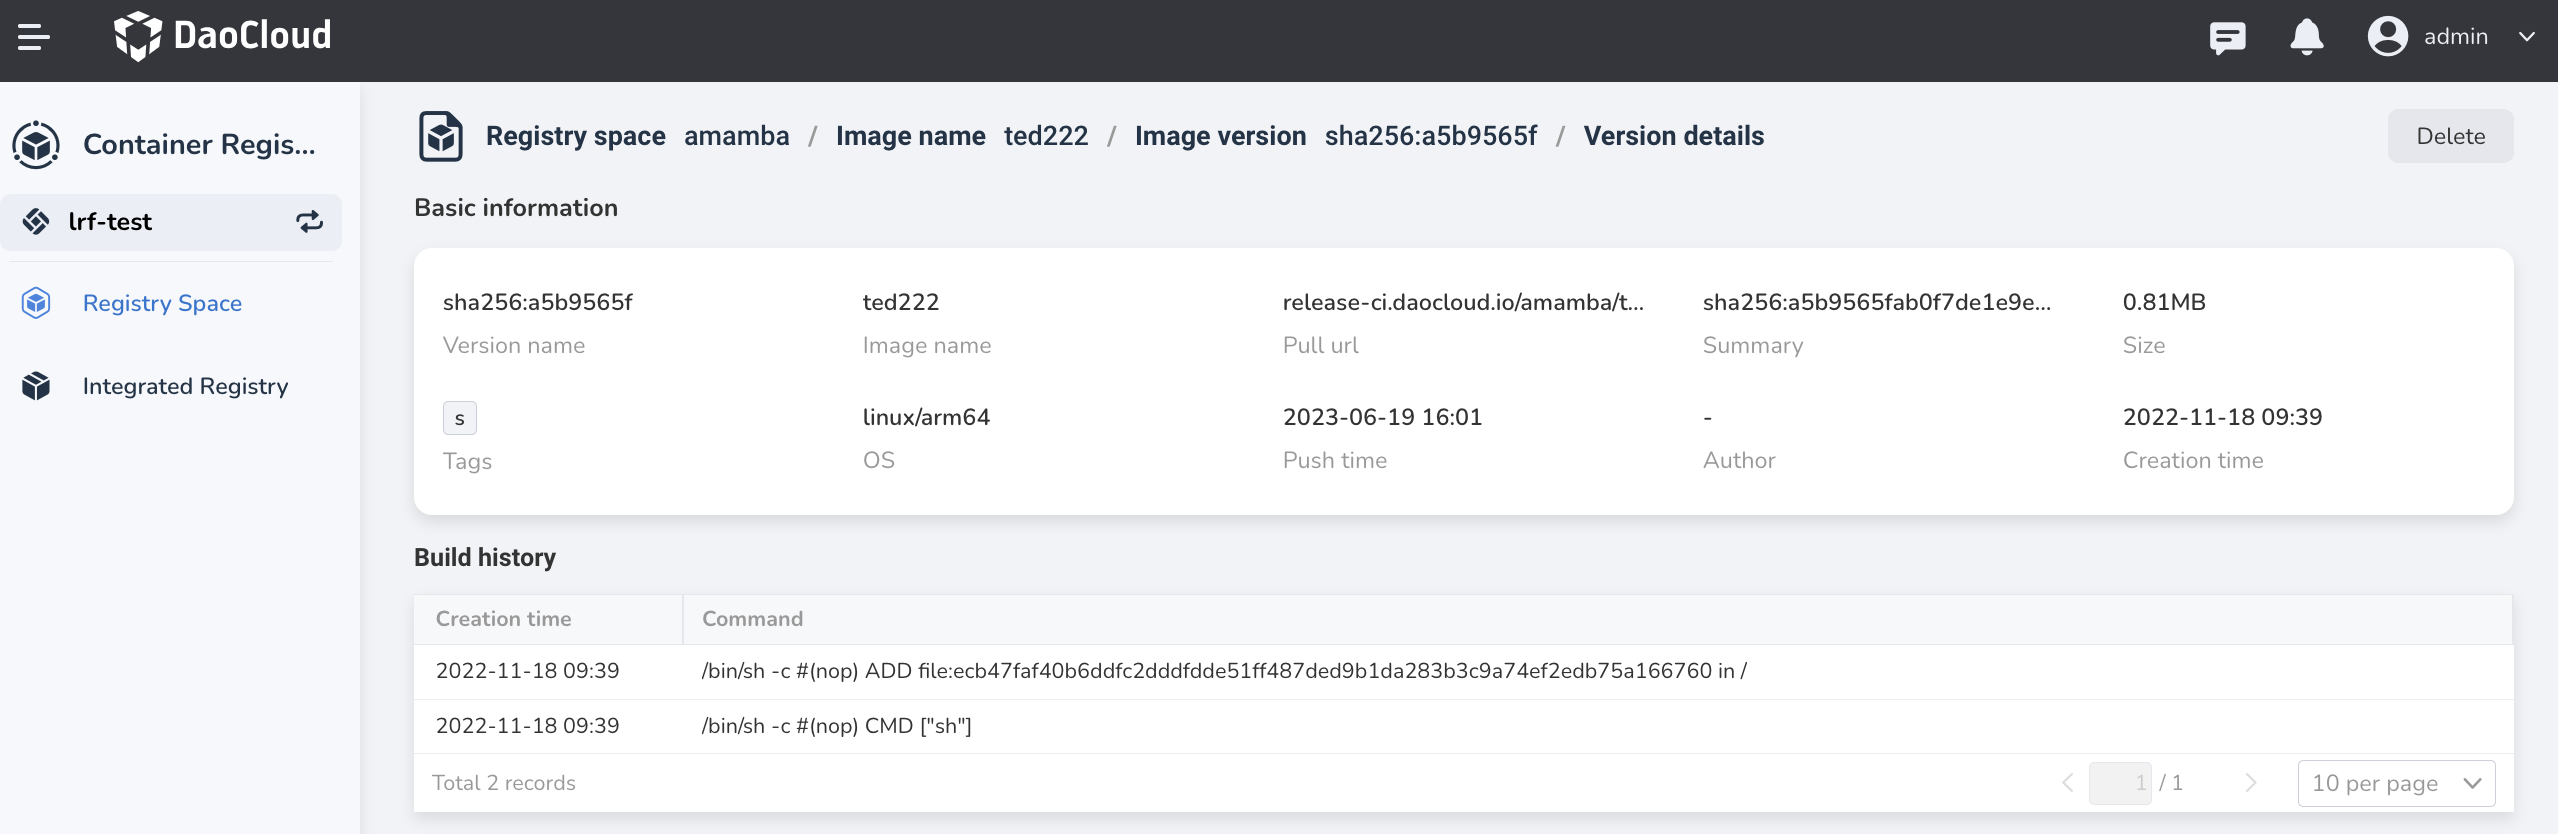 DaoCloud
admin
Container Regis...
lrf-test
Registry Space
Integrated Registry
Registry space amamba / Image name ted222 / Image version sha256:a5b9565f / Version details
Delete
Basic information
sha256:a5b9565f ted222 release-ci.daocloud.io/amamba/t... sha256:a5b9565fab0f7de1e9e... 0.81MB
Version name Image name Pull url Summary Size
s linux/arm64 2023-06-19 16:01 - 2022-11-18 09:39
Tags OS Push time Author Creation time
Build history
Creation time Command
2022-11-18 09:39 /bin/sh -c #(nop) ADD file:ecb47faf40b6ddfc2dddfdde51ff487ded9b1da283b3c9a74ef2edb75a166760 in /
2022-11-18 09:39 /bin/sh -c #(nop) CMD ["sh"]
Total 2 records 1 / 1 10 per page